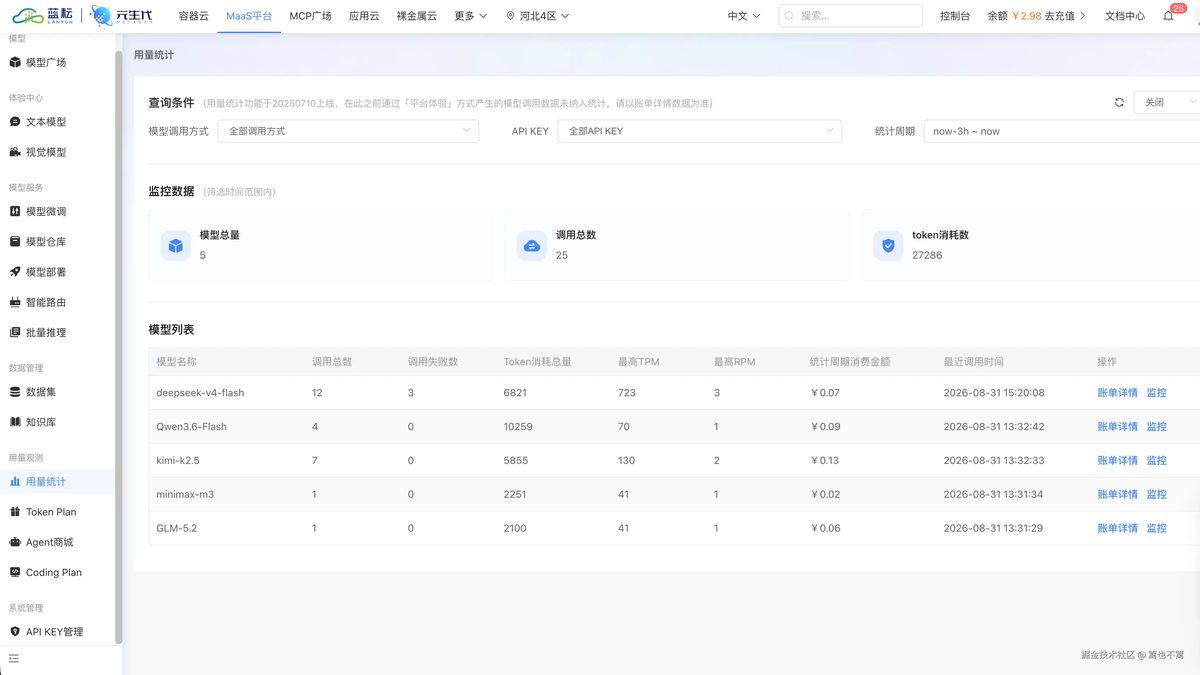 蓝耘 LANYUN 元生代 容器云 MaaS平台 MCP广场 应用云 裸金属云 更多 河北4区 中文 搜索... 控制台 余额 ¥2.98 去充值 文档中心 26
模型
模型广场
体验中心
文本模型
视觉模型
模型服务
模型微调
模型仓库
模型部署
智能路由
批量推理
数据管理
数据集
知识库
用量观测
用量统计
Token Plan
Agent商城
Coding Plan
系统管理
API KEY管理
用量统计
查询条件 (用量统计功能于20250710上线，在此之前通过「平台体验」方式产生的模型调用数据未纳入统计，请以账单详情数据为准) 关闭
模型调用方式 全部调用方式 API KEY 全部API KEY 统计周期 now-3h ~ now
监控数据 (筛选时间范围内)
模型总量
5
调用总数
25
token消耗数
27286
模型列表
模型名称 调用总数 调用失败数 Token消耗总量 最高TPM 最高RPM 统计周期消费金额 最近调用时间 操作
deepseek-v4-flash 12 3 6821 723 3 ¥0.07 2026-08-31 15:20:08 账单详情 监控
Qwen3.6-Flash 4 0 10259 70 1 ¥0.09 2026-08-31 13:32:42 账单详情 监控
kimi-k2.5 7 0 5855 130 2 ¥0.13 2026-08-31 13:32:33 账单详情 监控
minimax-m3 1 0 2251 41 1 ¥0.02 2026-08-31 13:31:34 账单详情 监控
GLM-5.2 1 0 2100 41 1 ¥0.06 2026-08-31 13:31:29 账单详情 监控
掘金技术社区 @ 篱也不篱